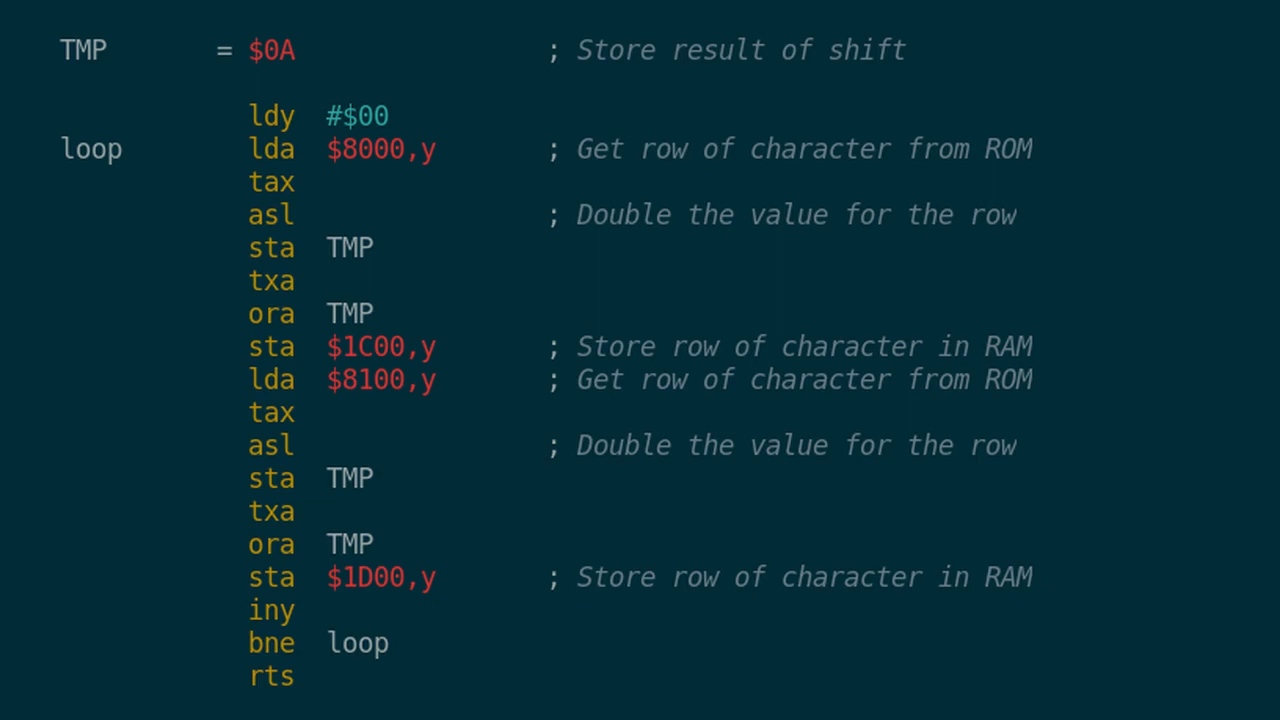 TMP = $0A ; Store result of shift
ldy #$00
loop lda $8000,y ; Get row of character from ROM
tax
asl ; Double the value for the row
sta TMP
txa
ora TMP
sta $1C00,y ; Store row of character in RAM
lda $8100,y ; Get row of character from ROM
tax
asl ; Double the value for the row
sta TMP
txa
ora TMP
sta $1D00,y ; Store row of character in RAM
iny
bne loop
rts